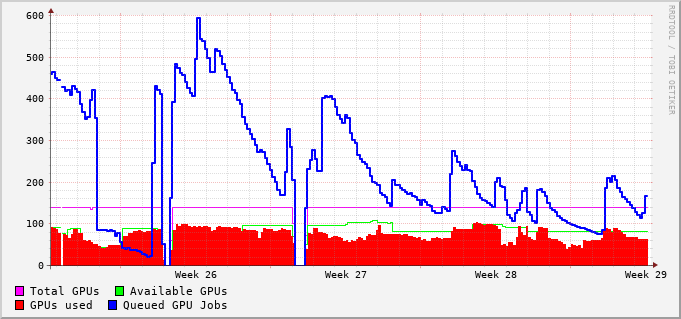 600
500
400
300
200
100
0
Week 26 Week 27 Week 28 Week 29
Total GPUs Available GPUs
GPUs used Queued GPU Jobs
RRDTOOL / TOBI OETIKER